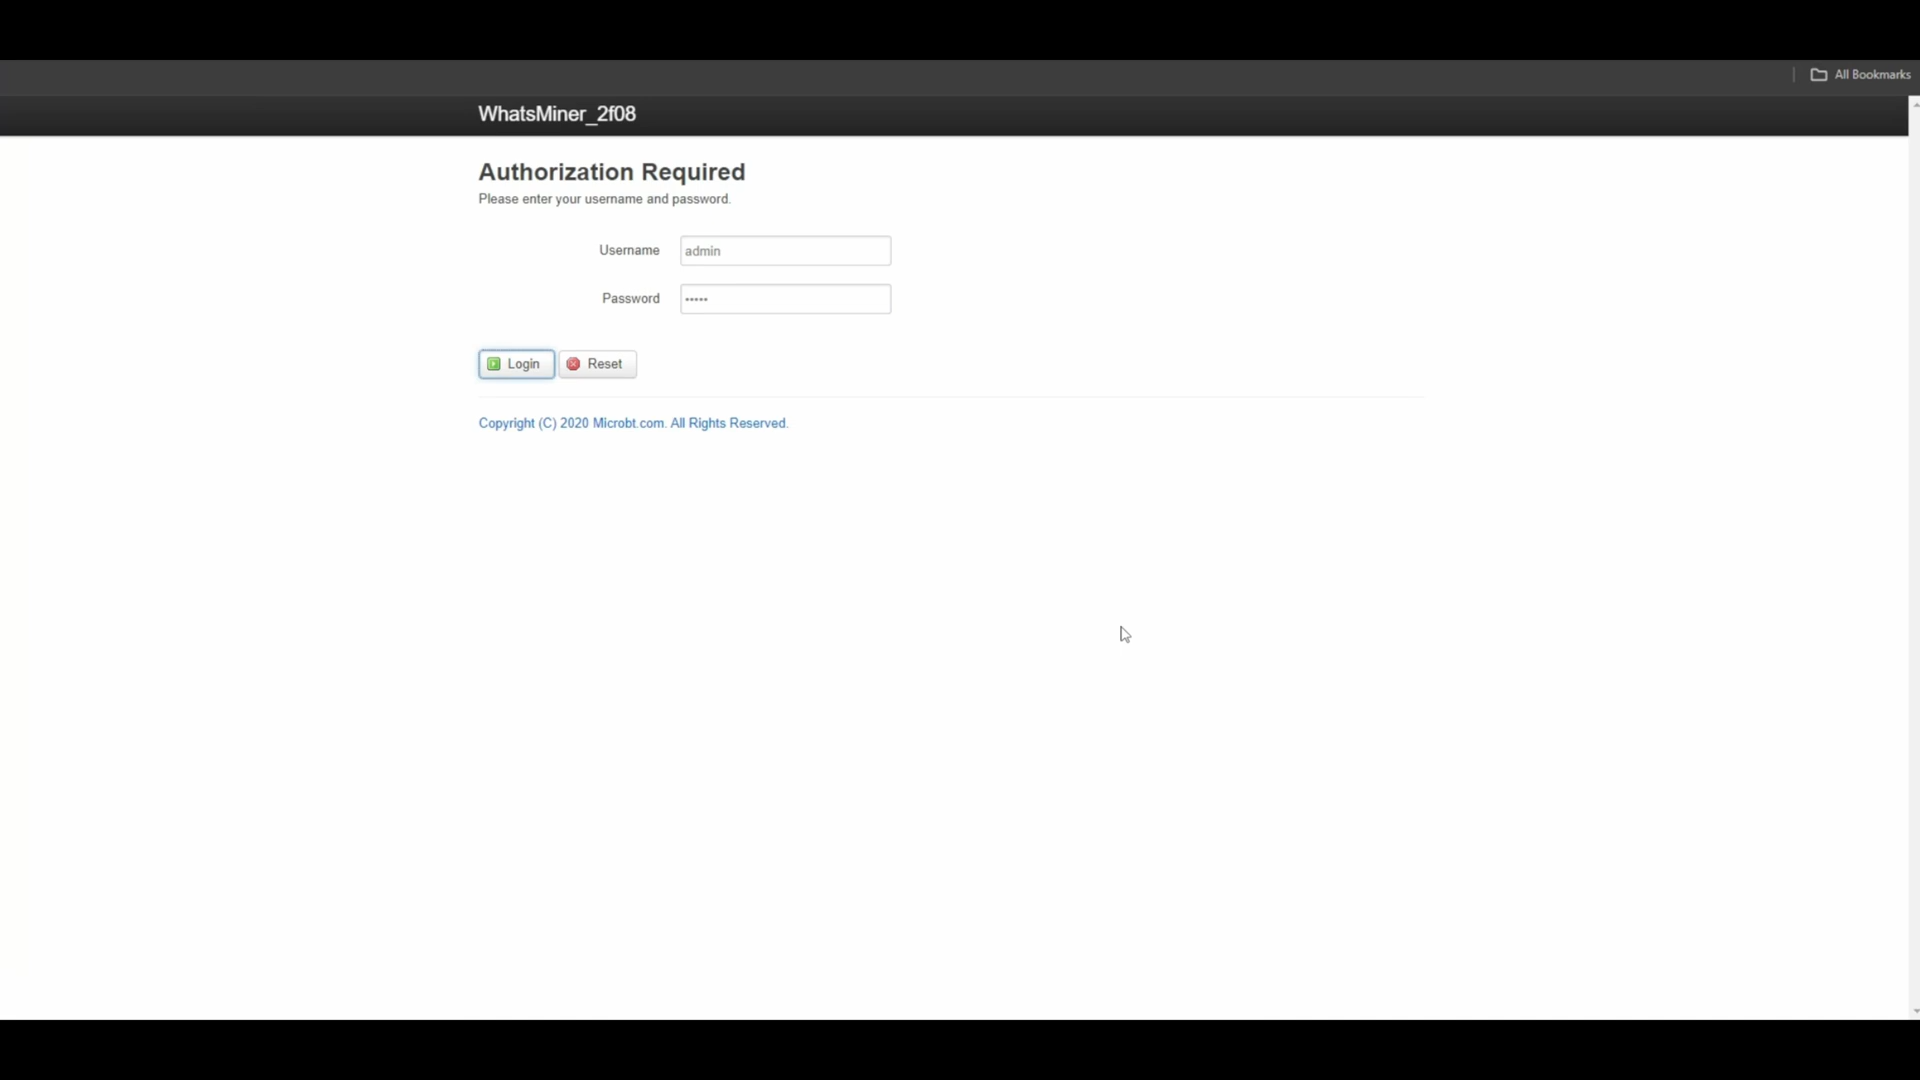 All Bookmarks
WhatsMiner_2f08
Authorization Required
Please enter your username and password.
Username admin
Password •••••
Login Reset
Copyright (C) 2020 Microbt.com. All Rights Reserved.